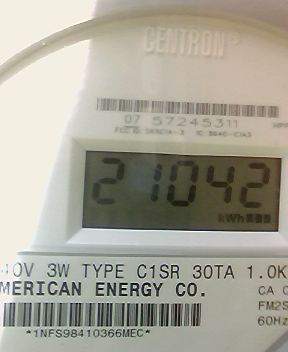 CENTRON®
07 57245311
21042
kWh
40V 3W TYPE C1SR 30TA 1.0K
MERICAN ENERGY CO.
CA
FM2S
60Hz
*1NFS98410366MEC*